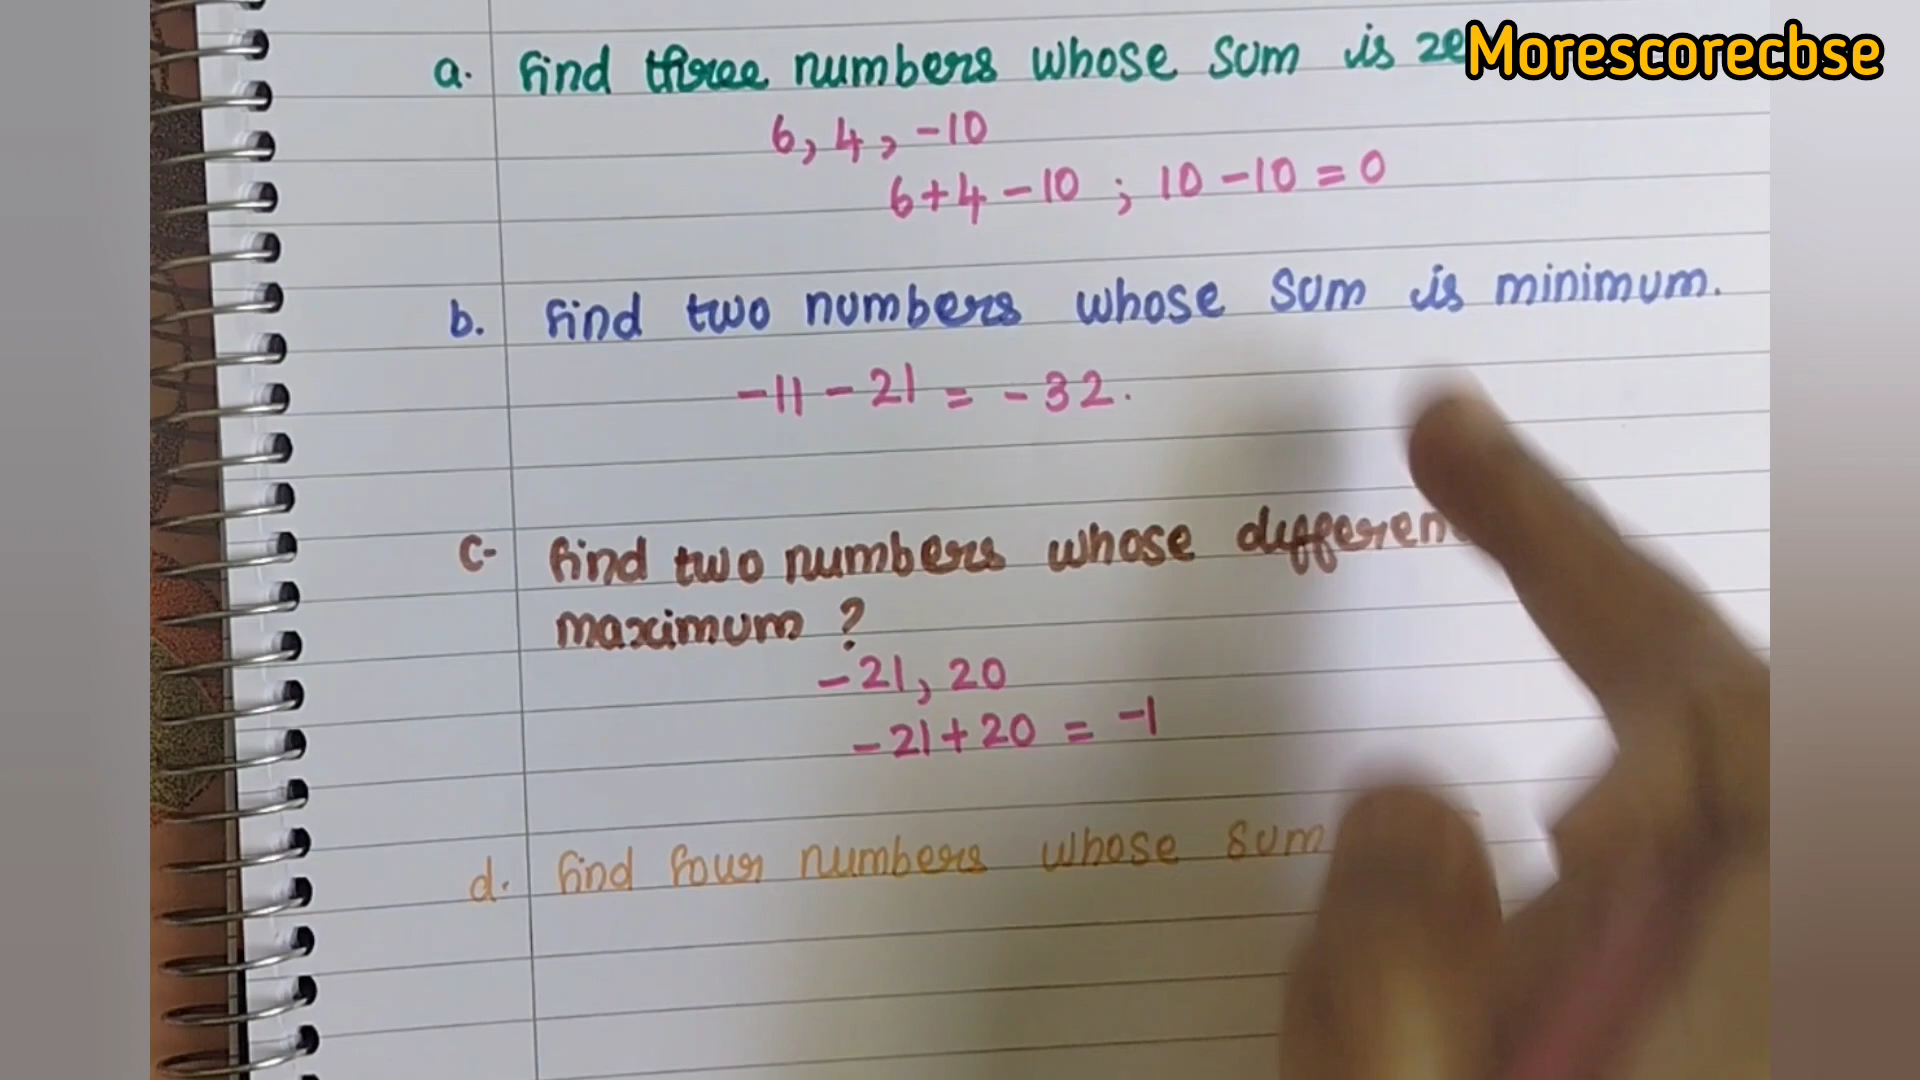 Morescorecbse
a. find three numbers whose sum is
6, 4, -10
6+4-10 ; 10-10=0
b. find two numbers whose sum is minimum.
-11-21 = -32.
c- find two numbers whose
maximum ?
-21, 20
-21+20 = -1
d. find four numbers whose sum